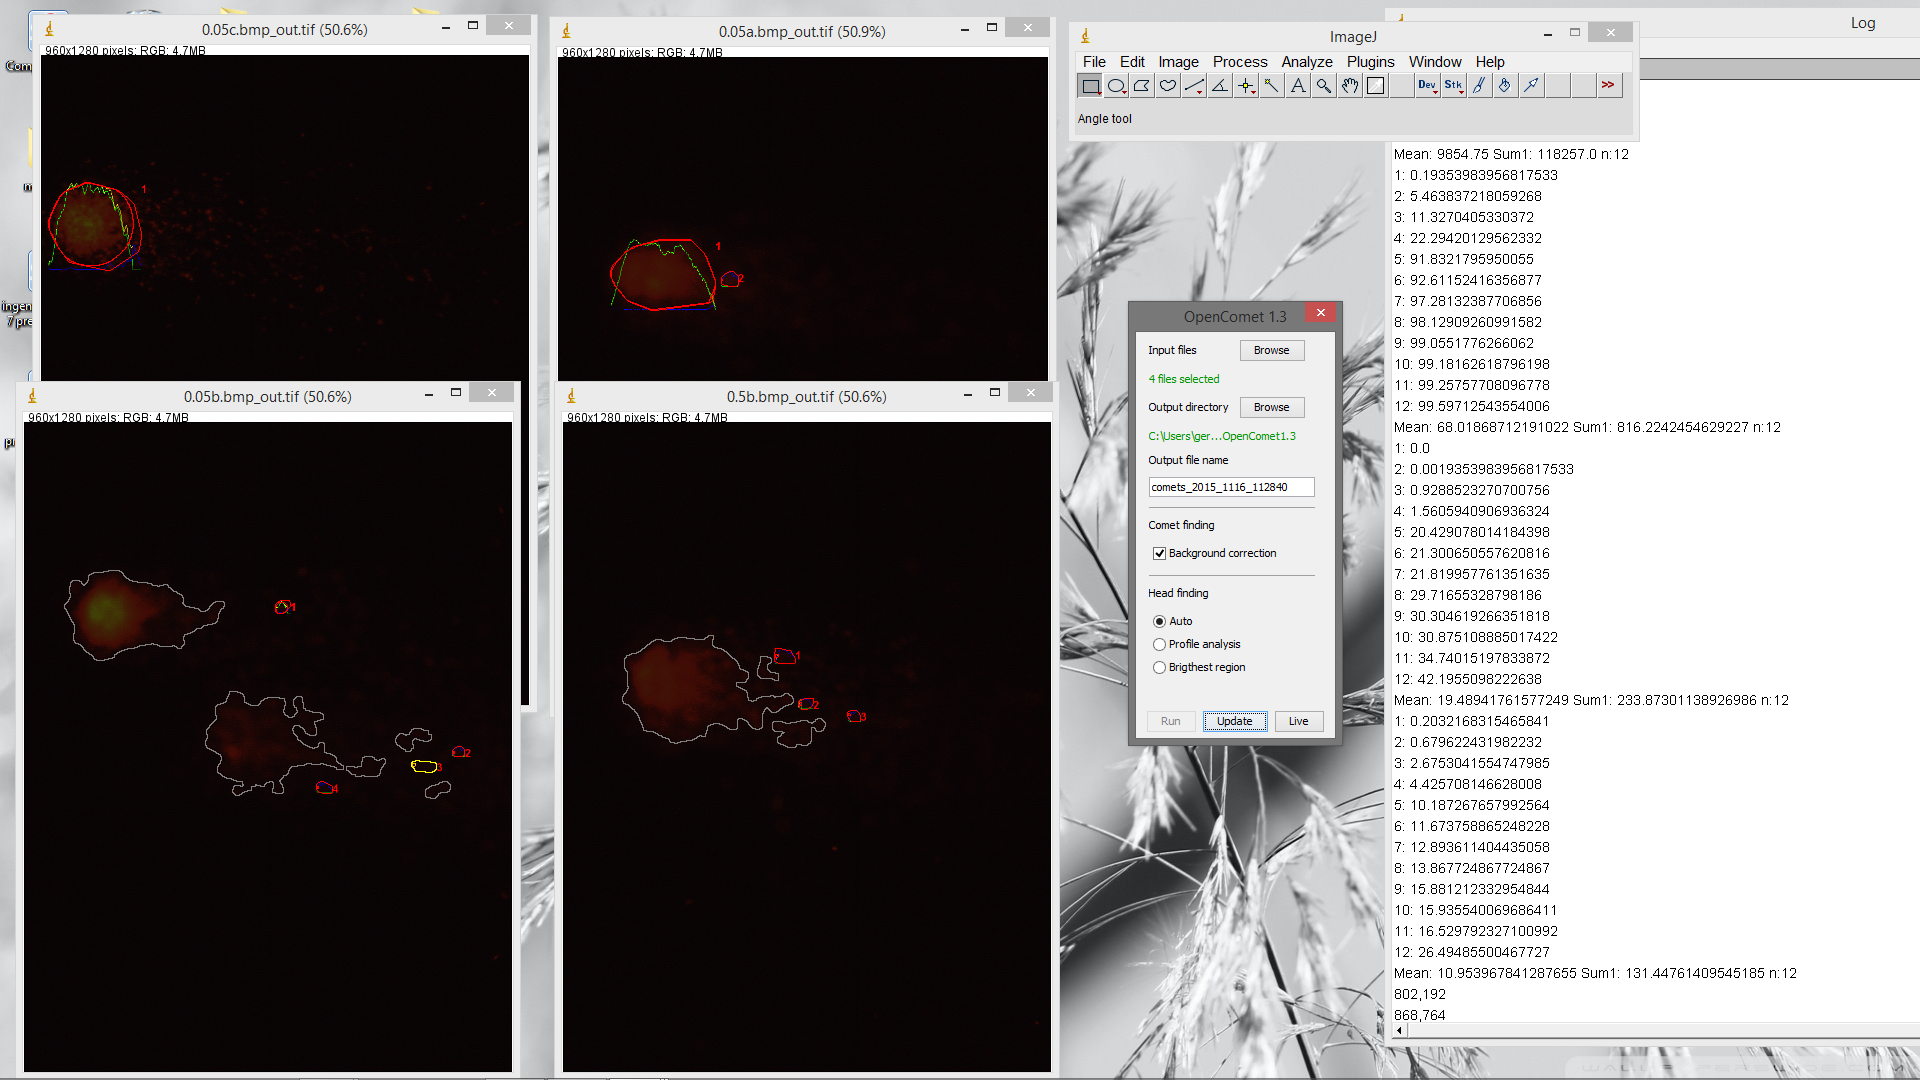 0.05c.bmp_out.tif (50.6%)
960x1280 pixels; RGB; 4.7MB
1
0.05a.bmp_out.tif (50.9%)
960x1280 pixels; RGB; 4.7MB
1
2
0.05b.bmp_out.tif (50.6%)
960x1280 pixels; RGB; 4.7MB
1
2
3
4
0.5b.bmp_out.tif (50.6%)
960x1280 pixels; RGB; 4.7MB
1
2
3
ImageJ
File Edit Image Process Analyze Plugins Window Help
Dev Stk >>
Angle tool
OpenComet 1.3
Input files Browse
4 files selected
Output directory Browse
C:\Users\ger...OpenComet1.3
Output file name
comets_2015_1116_112840
Comet finding
Background correction
Head finding
Auto
Profile analysis
Brigthest region
Run Update Live
Log
Mean: 9854.75 Sum1: 118257.0 n:12
1: 0.19353983956817533
2: 5.463837218059268
3: 11.3270405330372
4: 22.29420129562332
5: 91.8321795950055
6: 92.61152416356877
7: 97.28132387706856
8: 98.12909260991582
9: 99.0551776266062
10: 99.18162618796198
11: 99.25757708096778
12: 99.59712543554006
Mean: 68.01868712191022 Sum1: 816.2242454629227 n:12
1: 0.0
2: 0.0019353983956817533
3: 0.9288523270700756
4: 1.5605940906936324
5: 20.429078014184398
6: 21.300650557620816
7: 21.819957761351635
8: 29.71655328798186
9: 30.304619266351818
10: 30.875108885017422
11: 34.74015197833872
12: 42.1955098222638
Mean: 19.48941761577249 Sum1: 233.87301138926986 n:12
1: 0.2032168315465841
2: 0.679622431982232
3: 2.6753041554747985
4: 4.425708146628008
5: 10.187267657992564
6: 11.673758865248228
7: 12.893611404435058
8: 13.867724867724867
9: 15.881212332954844
10: 15.935540069686411
11: 16.529792327100992
12: 26.49485500467727
Mean: 10.953967841287655 Sum1: 131.44761409545185 n:12
802,192
868,764